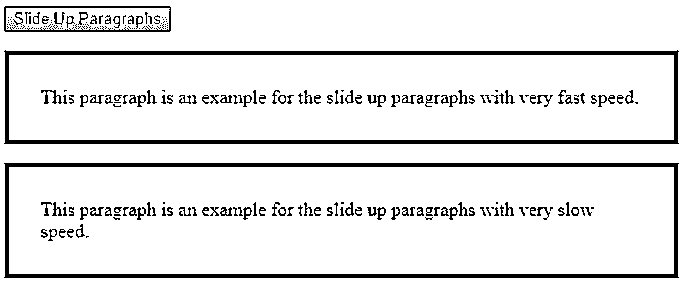 Slide Up Paragraphs
This paragraph is an example for the slide up paragraphs with very fast speed.
This paragraph is an example for the slide up paragraphs with very slow
speed.